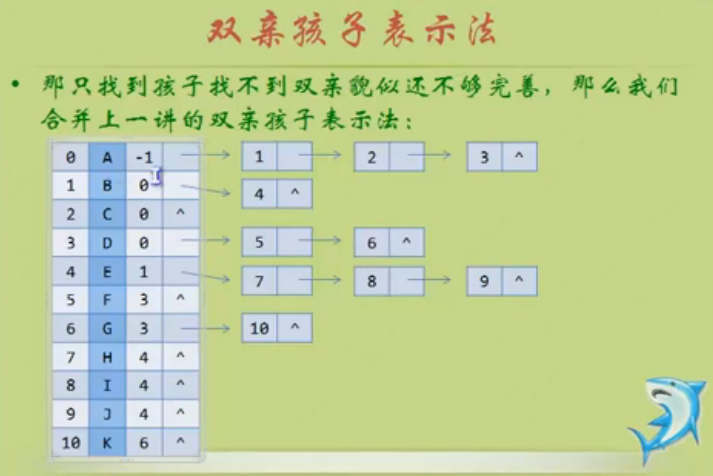 双亲孩子表示法
• 那只找到孩子找不到双亲貌似还不够完善，那么我们
合并上一讲的双亲孩子表示法：
0 A -1 1 2 3 ^
1 B 0 4 ^
2 C 0 ^
3 D 0 5 6 ^
4 E 1 7 8 9 ^
5 F 3 ^
6 G 3 10 ^
7 H 4 ^
8 I 4 ^
9 J 4 ^
10 K 6 ^